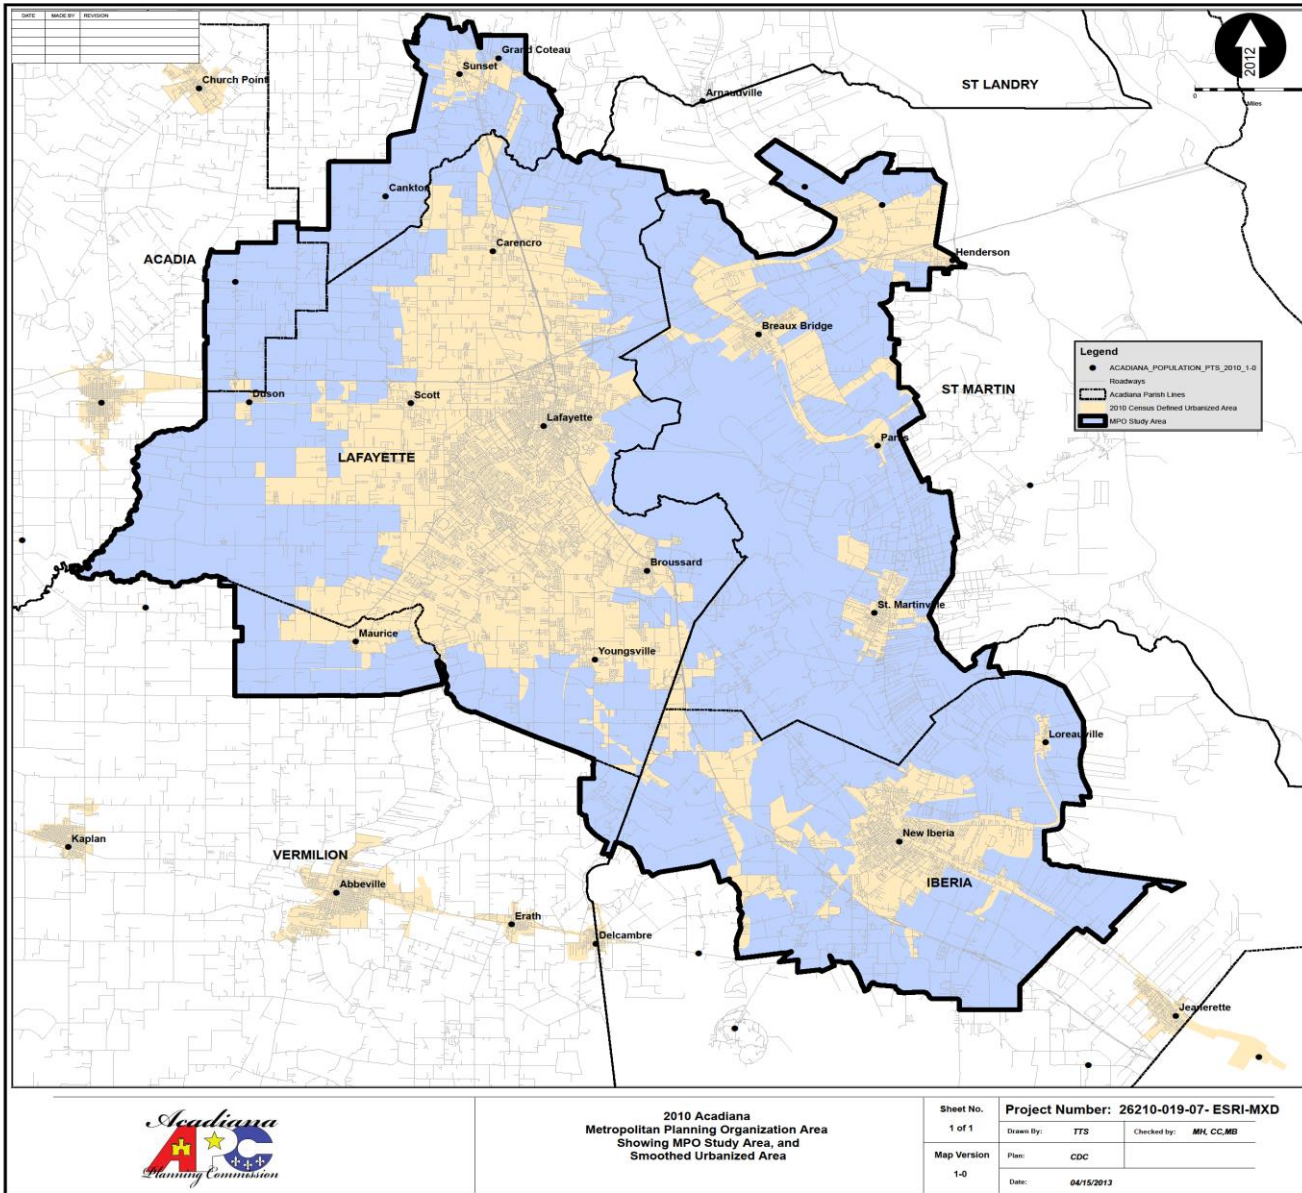 DATE MADE BY REVISION
2012
0
Miles
Grand Coteau
Sunset
Church Point
Arnaudville
ST LANDRY
Cankton
Carencro
ACADIA
Henderson
Breaux Bridge
Legend
ACADIANA_POPULATION_PTS_2010_1-0
Roadways
Acadiana Parish Lines
2010 Census Defined Urbanized Area
MPO Study Area
ST MARTIN
Duson
Scott
Lafayette
Parks
LAFAYETTE
Broussard
St. Martinville
Maurice
Youngsville
Loreauville
New Iberia
Kaplan
VERMILION
IBERIA
Abbeville
Erath
Delcambre
Jeanerette
Acadiana
APC
Planning Commission
2010 Acadiana
Metropolitan Planning Organization Area
Showing MPO Study Area, and
Smoothed Urbanized Area
Sheet No.
1 of 1
Map Version
1-0
Project Number: 26210-019-07- ESRI-MXD
Drawn By: TTS Checked by: MH, CC,MB
Plan: CDC
Date: 04/15/2013